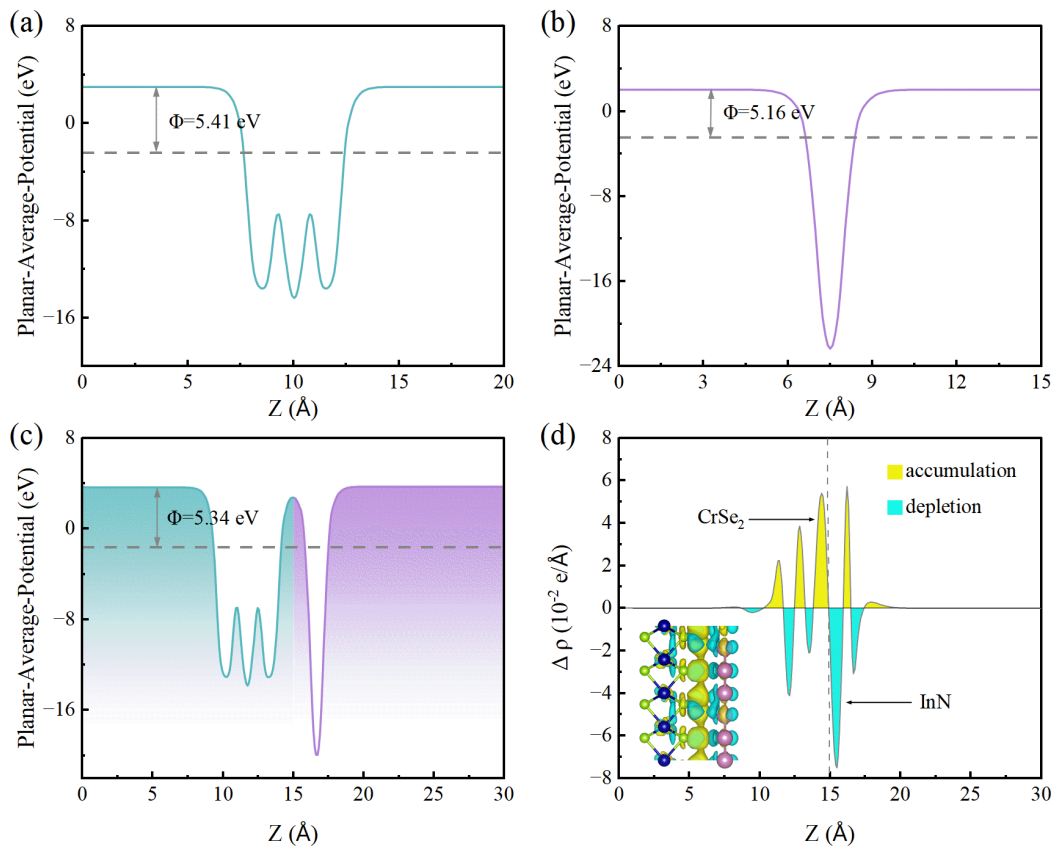 (a)
Planar-Average-Potential (eV)
8
0
−8
−16
Φ=5.41 eV
0
5
10
15
20
Z (Å)
(b)
Planar-Average-Potential (eV)
8
0
−8
−16
−24
Φ=5.16 eV
0
3
6
9
12
15
Z (Å)
(c)
Planar-Average-Potential (eV)
8
0
−8
−16
Φ=5.34 eV
0
5
10
15
20
25
30
Z (Å)
(d)
Δ ρ (10⁻² e/Å)
8
6
4
2
0
−2
−4
−6
−8
accumulation
depletion
CrSe₂
InN
0
5
10
15
20
25
30
Z (Å)